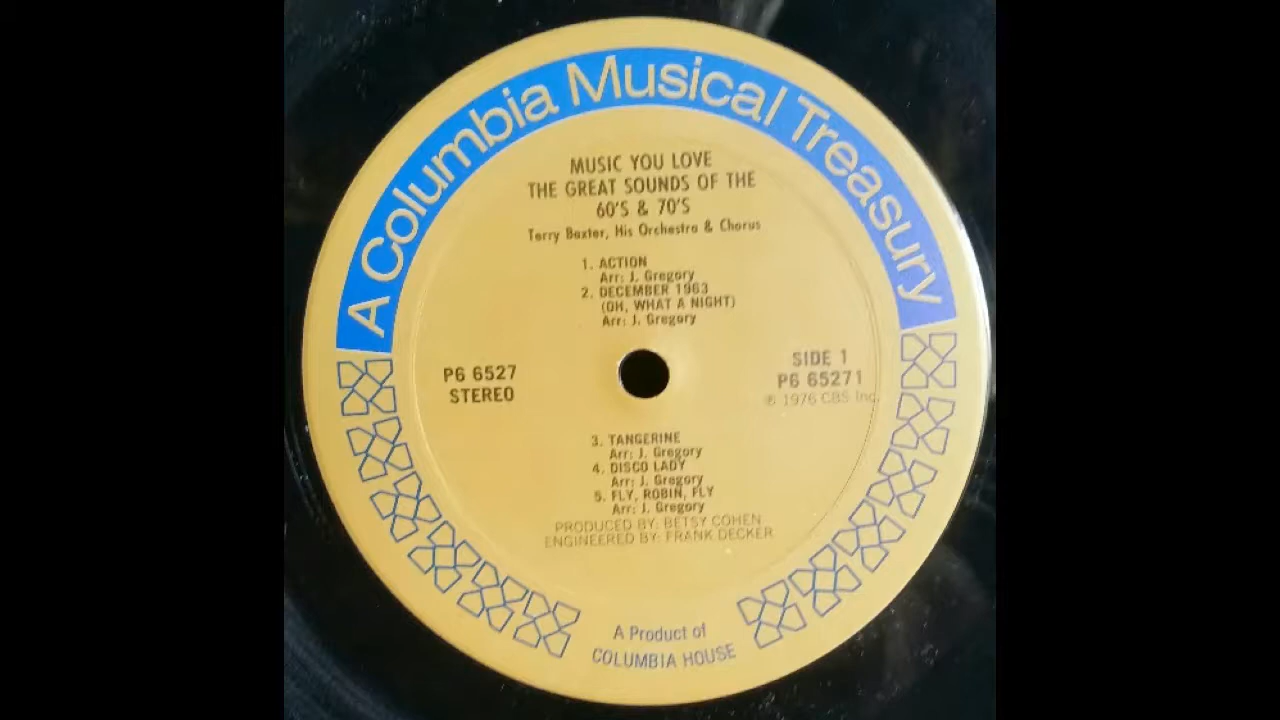 A Columbia Musical Treasury
MUSIC YOU LOVE
THE GREAT SOUNDS OF THE
60'S & 70'S
Terry Baxter, His Orchestra & Chorus
1. ACTION
Arr: J. Gregory
2. DECEMBER 1963
(OH, WHAT A NIGHT)
Arr: J. Gregory
P6 6527
STEREO
SIDE 1
P6 65271
℗ 1976 CBS Inc.
3. TANGERINE
Arr: J. Gregory
4. DISCO LADY
Arr: J. Gregory
5. FLY, ROBIN, FLY
Arr: J. Gregory
PRODUCED BY: BETSY COHEN
ENGINEERED BY: FRANK DECKER
A Product of
COLUMBIA HOUSE